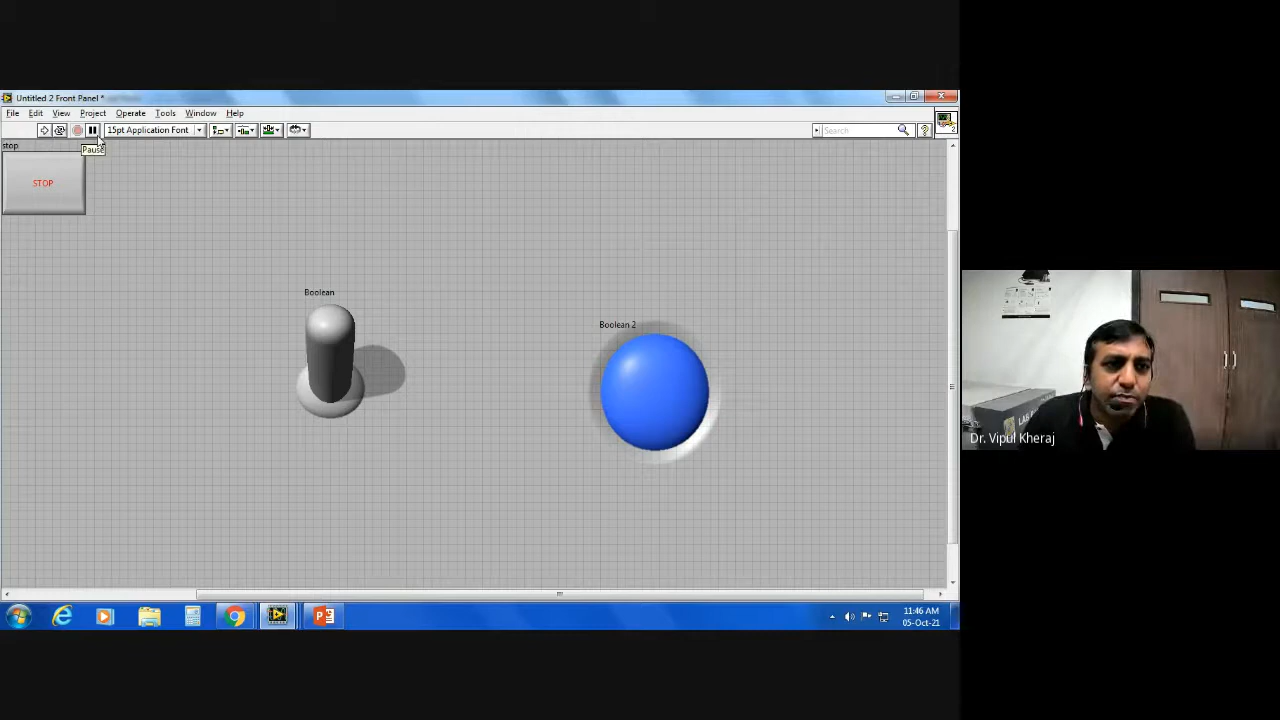 Untitled 2 Front Panel *
File Edit View Project Operate Tools Window Help
15pt Application Font
Search
?
2
stop
Pause
STOP
Boolean
Boolean 2
Dr. Vipul Kheraj
11:46 AM
05-Oct-21